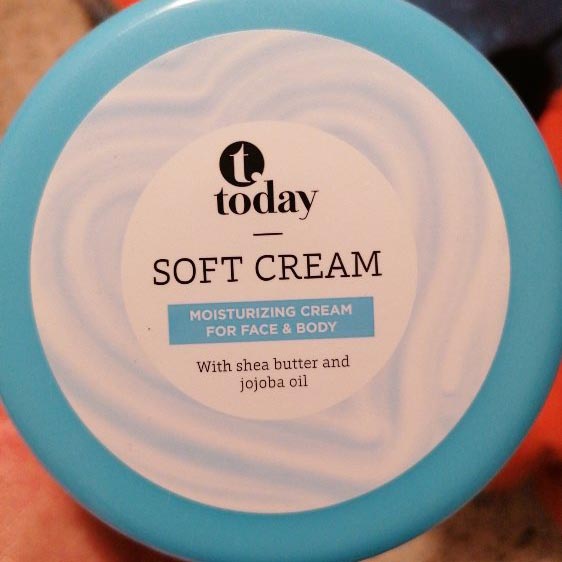 t.
today
SOFT CREAM
MOISTURIZING CREAM
FOR FACE & BODY
With shea butter and
jojoba oil